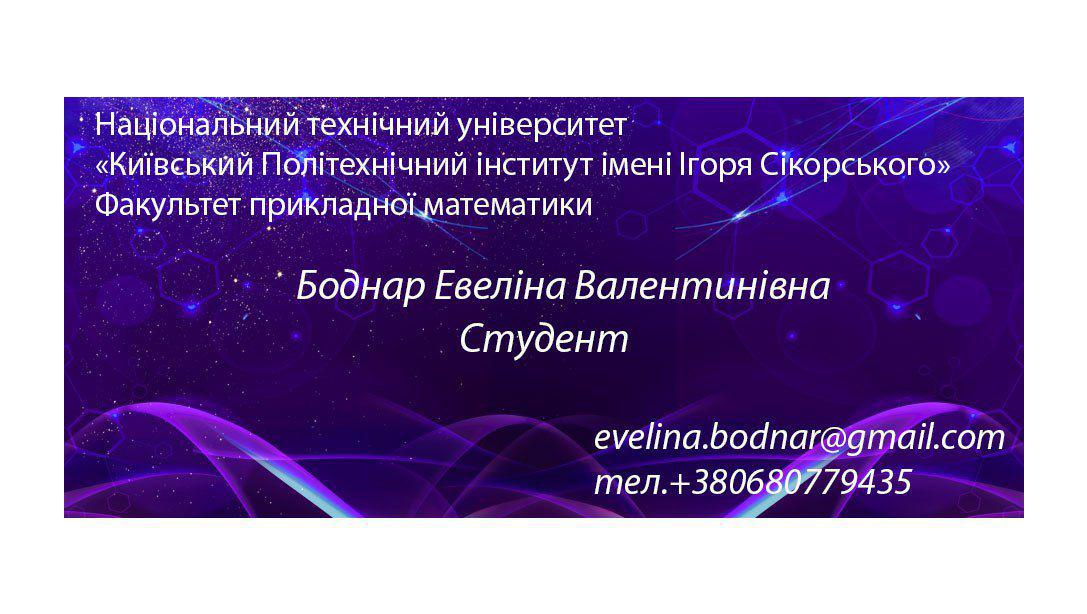 Національний технічний університет
«Київський Політехнічний інститут імені Ігоря Сікорського»
Факультет прикладної математики
Боднар Евеліна Валентинівна
Студент
evelina.bodnar@gmail.com
тел.+380680779435